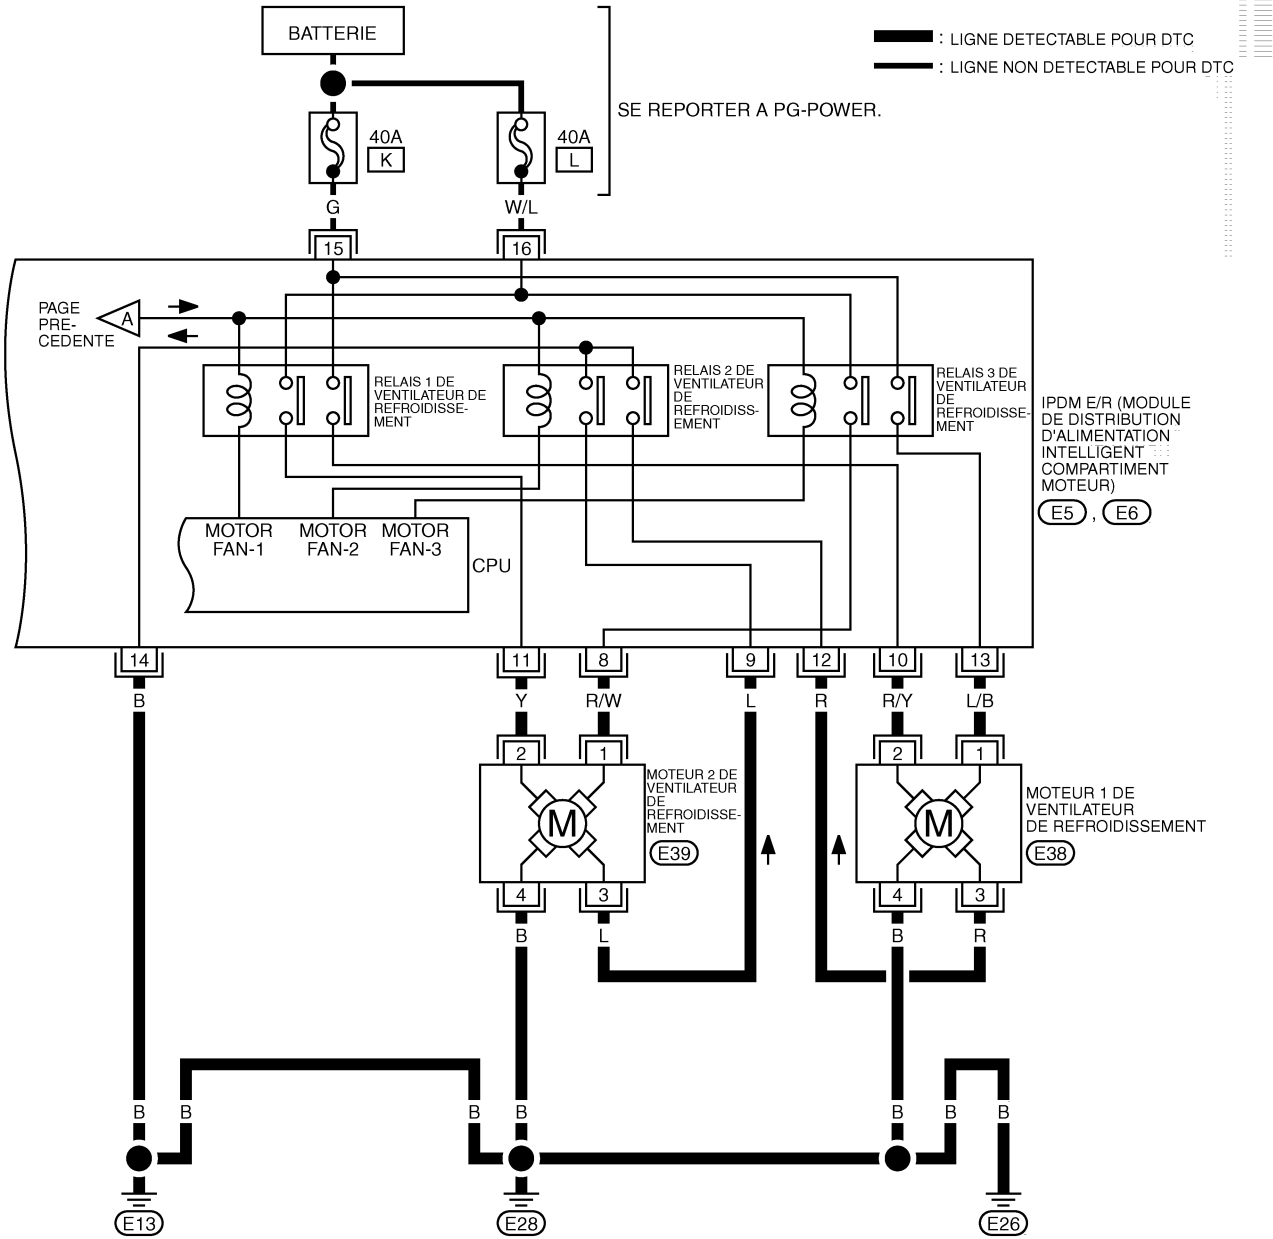 BATTERIE
: LIGNE DETECTABLE POUR DTC
: LIGNE NON DETECTABLE POUR DTC
SE REPORTER A PG-POWER.
40A
K
40A
L
G
W/L
15
16
PAGE
PRE-
CEDENTE
A
RELAIS 1 DE
VENTILATEUR DE
REFROIDISSE-
MENT
RELAIS 2 DE
VENTILATEUR
DE
REFROIDISS-
EMENT
RELAIS 3 DE
VENTILATEUR
DE
REFROIDISSE-
MENT
IPDM E/R (MODULE
DE DISTRIBUTION
D'ALIMENTATION
INTELLIGENT
COMPARTIMENT
MOTEUR)
E5 , E6
MOTOR
FAN-1
MOTOR
FAN-2
MOTOR
FAN-3
CPU
14
11
8
9
12
10
13
B
Y
R/W
L
R
R/Y
L/B
2
1
2
1
MOTEUR 2 DE
VENTILATEUR
DE
REFROIDISSE-
MENT
E39
M
M
MOTEUR 1 DE
VENTILATEUR
DE REFROIDISSEMENT
E38
4
3
4
3
B
L
B
R
B
B
B
B
B
B
B
E13
E28
E26